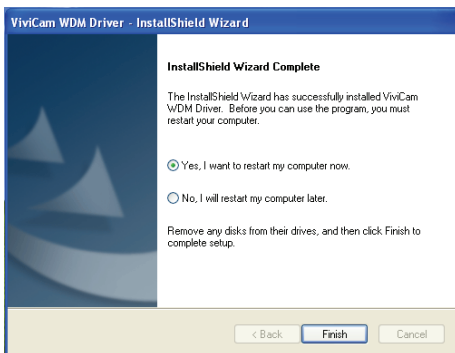 ViviCam WDM Driver - InstallShield Wizard
InstallShield Wizard Complete
The InstallShield Wizard has successfully installed ViviCam
WDM Driver.  Before you can use the program, you must
restart your computer.
Yes, I want to restart my computer now.
No, I will restart my computer later.
Remove any disks from their drives, and then click Finish to
complete setup.
< Back
Finish
Cancel